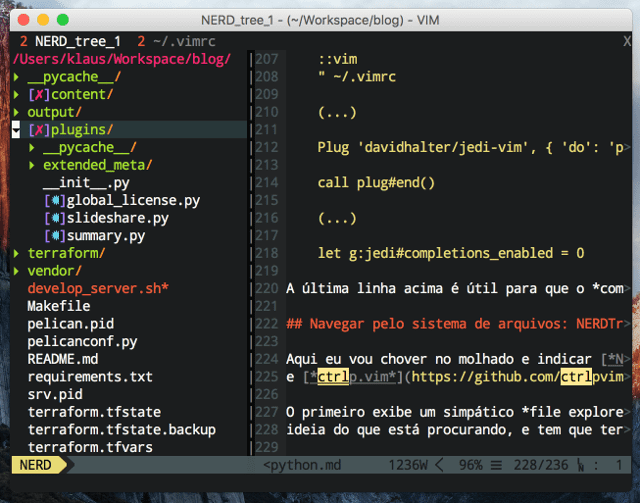 NERD_tree_1 - (~/Workspace/blog) - VIM
2 NERD_tree_1 2 ~/.vimrc X
/Users/klaus/Workspace/blog/
▸ __pycache__/
▸ [✗]content/
▸ output/
▾ [✗]plugins/
▸ __pycache__/
▸ extended_meta/
__init__.py
[✹]global_license.py
[✹]slideshare.py
[✹]summary.py
▸ terraform/
▸ vendor/
develop_server.sh*
Makefile
pelican.pid
pelicanconf.py
README.md
requirements.txt
srv.pid
terraform.tfstate
terraform.tfstate.backup
terraform.tfvars
207 ::vim
208 " ~/.vimrc
209
210 (...)
211
212 Plug 'davidhalter/jedi-vim', { 'do': 'p>
213
214 call plug#end()
215
216 (...)
217
218 let g:jedi#completions_enabled = 0
219
220 A última linha acima é útil para que o *com>
221
222 ## Navegar pelo sistema de arquivos: NERDTr>
223
224 Aqui eu vou chover no molhado e indicar [*N>
225 e [*ctrlp.vim*](https://github.com/ctrlpvim>
226
227 O primeiro exibe um simpático *file explore>
228 ideia do que está procurando, e tem que ter>
229
NERD <python.md 1236W < 96% ☰ 228/236 : 1